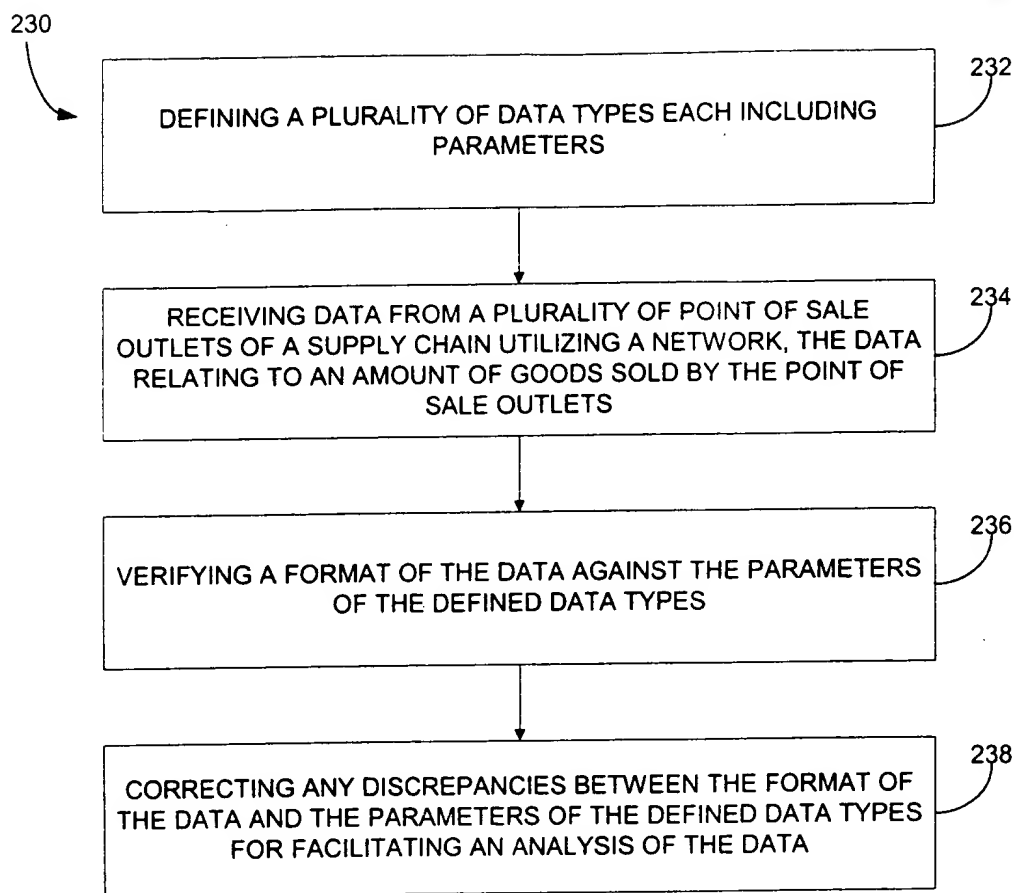 230
232
DEFINING A PLURALITY OF DATA TYPES EACH INCLUDING
PARAMETERS
234
RECEIVING DATA FROM A PLURALITY OF POINT OF SALE
OUTLETS OF A SUPPLY CHAIN UTILIZING A NETWORK, THE DATA
RELATING TO AN AMOUNT OF GOODS SOLD BY THE POINT OF
SALE OUTLETS
236
VERIFYING A FORMAT OF THE DATA AGAINST THE PARAMETERS
OF THE DEFINED DATA TYPES
238
CORRECTING ANY DISCREPANCIES BETWEEN THE FORMAT OF
THE DATA AND THE PARAMETERS OF THE DEFINED DATA TYPES
FOR FACILITATING AN ANALYSIS OF THE DATA